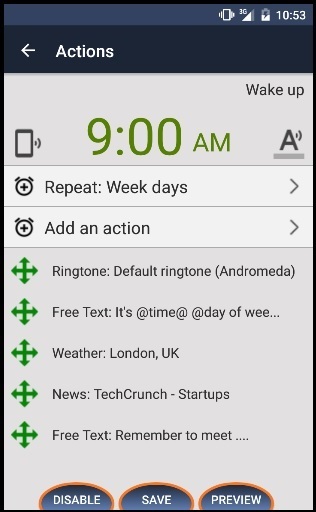 3G 10:53
Actions
Wake up
9:00 AM
A
Repeat: Week days
Add an action
Ringtone: Default ringtone (Andromeda)
Free Text: It's @time@ @day of wee...
Weather: London, UK
News: TechCrunch - Startups
Free Text: Remember to meet ....
DISABLE SAVE PREVIEW